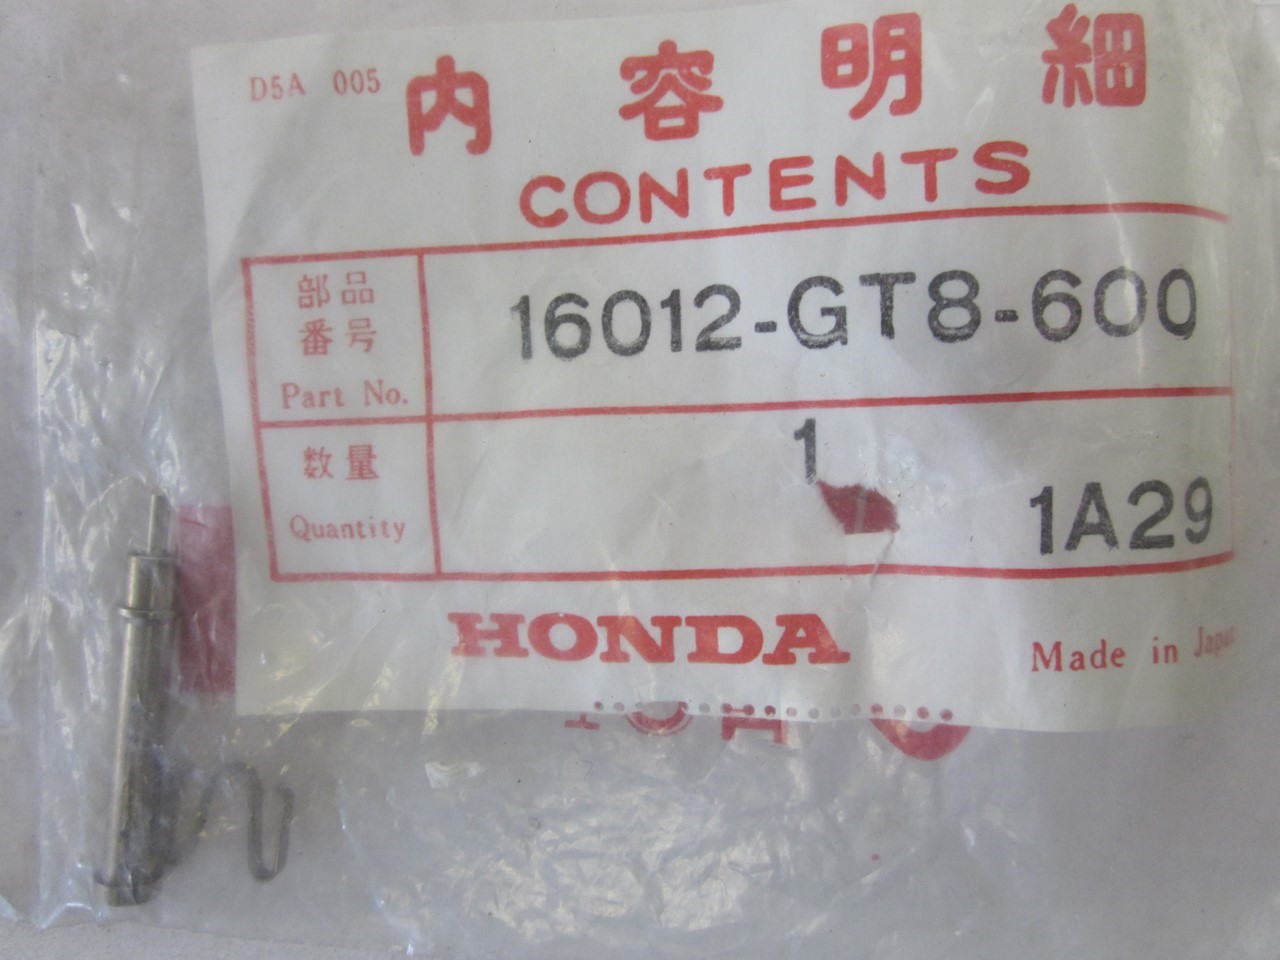 D5A 005
内容明細
CONTENTS
部品
番号
Part No.
16012-GT8-600
数量
Quantity
1
1A29
HONDA
Made in Japan